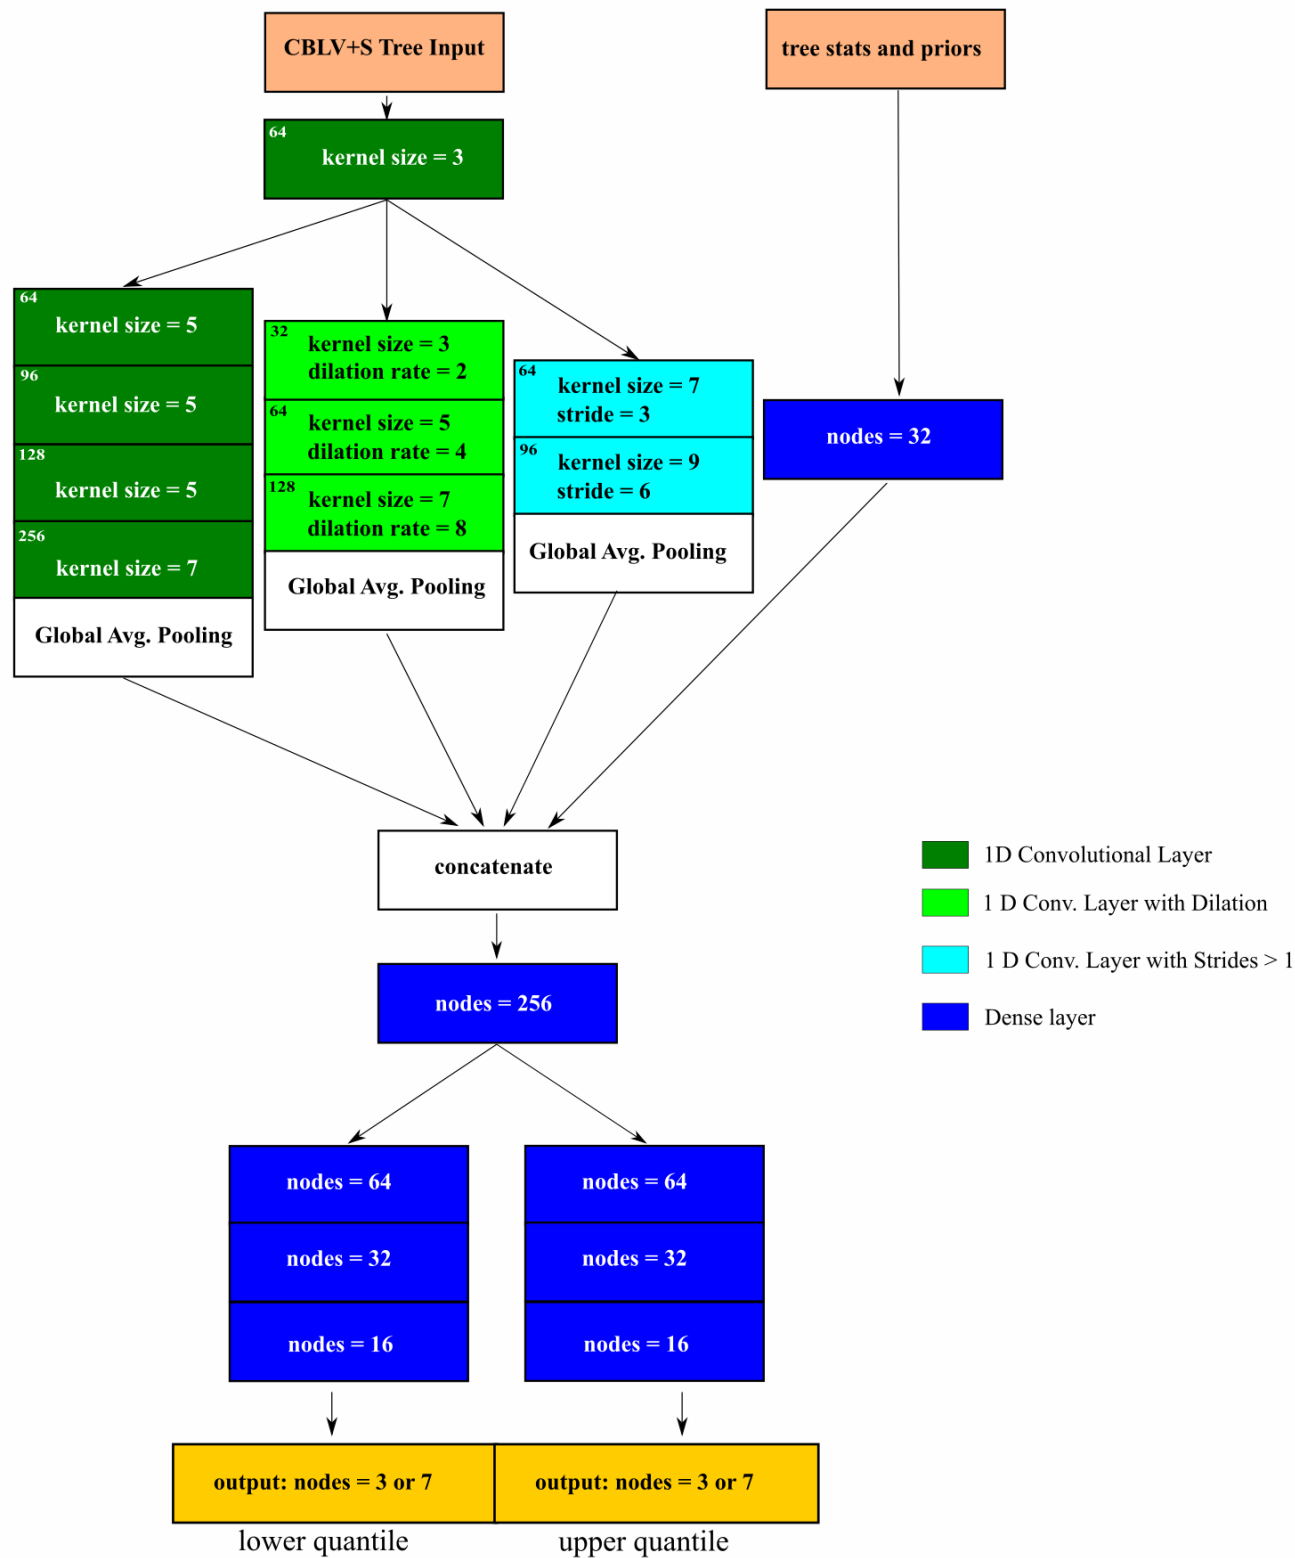 CBLV+S Tree Input
tree stats and priors
64
kernel size = 3
64
kernel size = 5
96
kernel size = 5
128
kernel size = 5
256
kernel size = 7
Global Avg. Pooling
32
kernel size = 3
dilation rate = 2
64
kernel size = 5
dilation rate = 4
128
kernel size = 7
dilation rate = 8
Global Avg. Pooling
64
kernel size = 7
stride = 3
96
kernel size = 9
stride = 6
Global Avg. Pooling
nodes = 32
concatenate
nodes = 256
1D Convolutional Layer
1 D Conv. Layer with Dilation
1 D Conv. Layer with Strides > 1
Dense layer
nodes = 64
nodes = 32
nodes = 16
nodes = 64
nodes = 32
nodes = 16
output: nodes = 3 or 7
output: nodes = 3 or 7
lower quantile
upper quantile